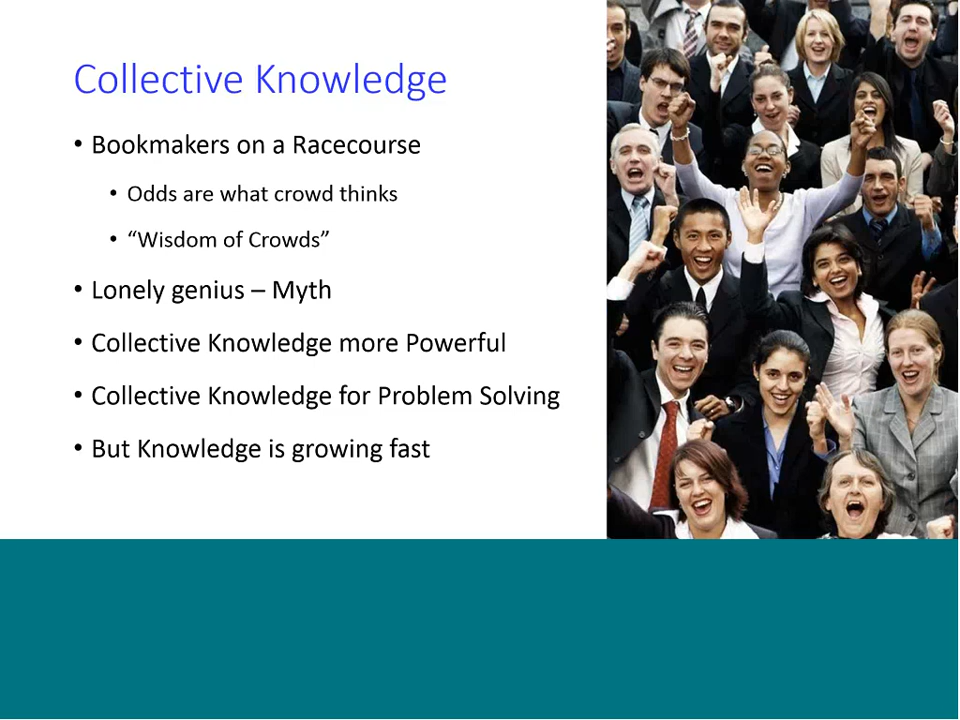 Collective Knowledge
• Bookmakers on a Racecourse
• Odds are what crowd thinks
• “Wisdom of Crowds”
• Lonely genius – Myth
• Collective Knowledge more Powerful
• Collective Knowledge for Problem Solving
• But Knowledge is growing fast